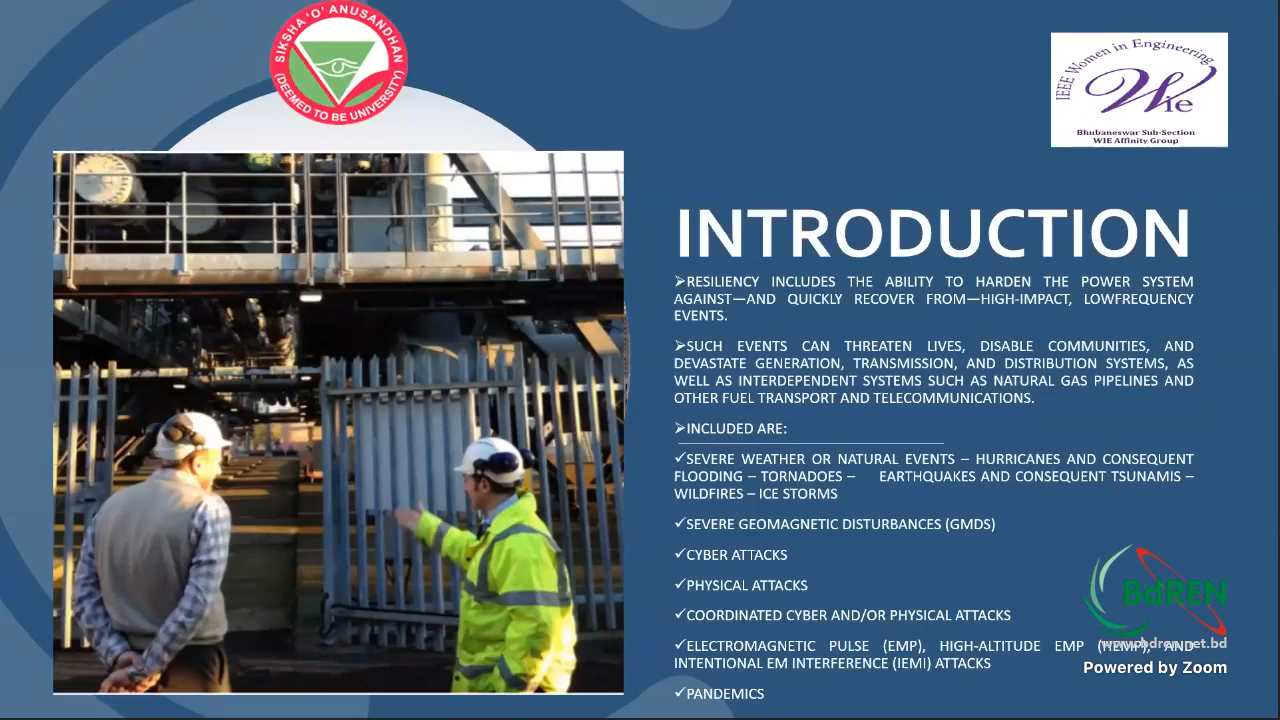 SIKSHA 'O' ANUSANDHAN
(DEEMED TO BE UNIVERSITY)
IEEE Women in Engineering
Wie
Bhubaneswar Sub-Section
WIE Affinity Group
INTRODUCTION
➢RESILIENCY INCLUDES THE ABILITY TO HARDEN THE POWER SYSTEM
AGAINST—AND QUICKLY RECOVER FROM—HIGH-IMPACT, LOWFREQUENCY
EVENTS.
➢SUCH EVENTS CAN THREATEN LIVES, DISABLE COMMUNITIES, AND
DEVASTATE GENERATION, TRANSMISSION, AND DISTRIBUTION SYSTEMS, AS
WELL AS INTERDEPENDENT SYSTEMS SUCH AS NATURAL GAS PIPELINES AND
OTHER FUEL TRANSPORT AND TELECOMMUNICATIONS.
➢INCLUDED ARE:
✓SEVERE WEATHER OR NATURAL EVENTS – HURRICANES AND CONSEQUENT
FLOODING – TORNADOES – EARTHQUAKES AND CONSEQUENT TSUNAMIS –
WILDFIRES – ICE STORMS
✓SEVERE GEOMAGNETIC DISTURBANCES (GMDS)
✓CYBER ATTACKS
✓PHYSICAL ATTACKS
✓COORDINATED CYBER AND/OR PHYSICAL ATTACKS
✓ELECTROMAGNETIC PULSE (EMP), HIGH-ALTITUDE EMP (HEMP), AND
INTENTIONAL EM INTERFERENCE (IEMI) ATTACKS
✓PANDEMICS
BdREN
www.bdren.net.bd
Powered by Zoom